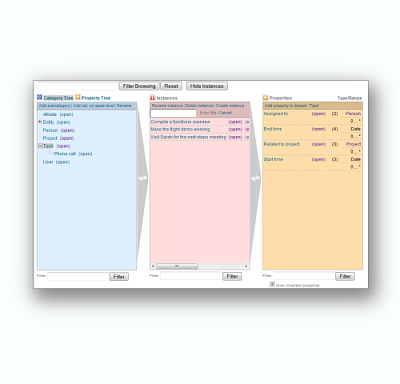 Filter Browsing Reset Hide Instances
Category Tree Property Tree
Add subcategory | Add cat. on same level | Rename
(open)
Entity (open)
Person (open)
Project (open)
Task (open)
Phone call (open)
User (open)
Filter Filter
Instances
Rename instance | Delete instance | Create instance
Enter title | Cancel
Compile a functions overview (open)
Make the flight demo working (open)
Visit Sarah for the next steps meeting (open)
Filter Filter
Properties Type/Range
Add property to domain 'Task'
Assigned to (open) (3) Person
0 .. *
End time (open) (4) Date
0 .. *
Related to project (open) (3) Project
0 .. *
Start time (open) (3) Date
0 .. *
Filter Filter
show inherited properties